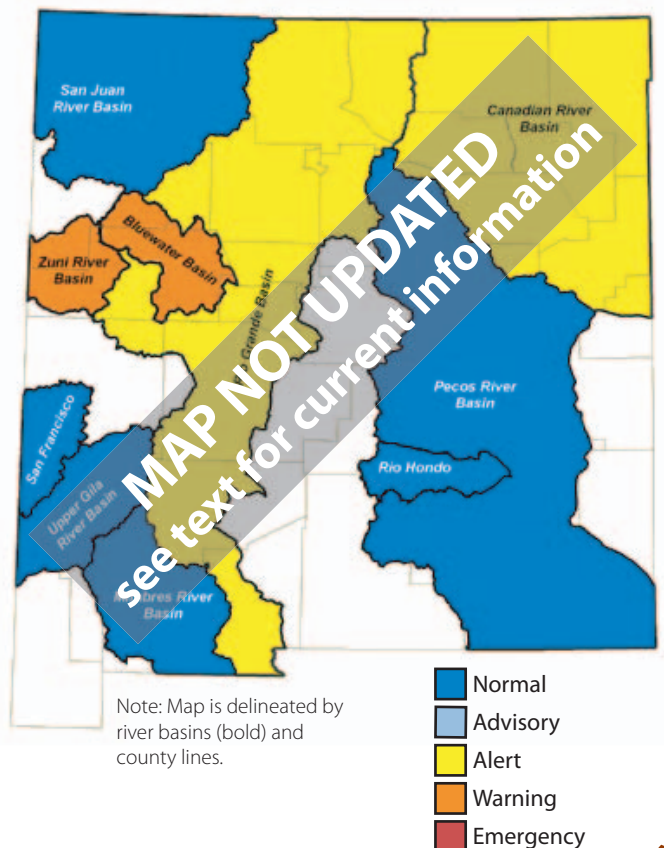 San Juan
River Basin
Canadian River
Basin
Bluewater Basin
Zuni River
Basin
Grande Basin
MAP NOT UPDATED
see text for current information
Pecos River
Basin
San Francisco
Rio Hondo
Upper Gila
River Basin
River
Basin
Note: Map is delineated by
river basins (bold) and
county lines.
Normal
Advisory
Alert
Warning
Emergency